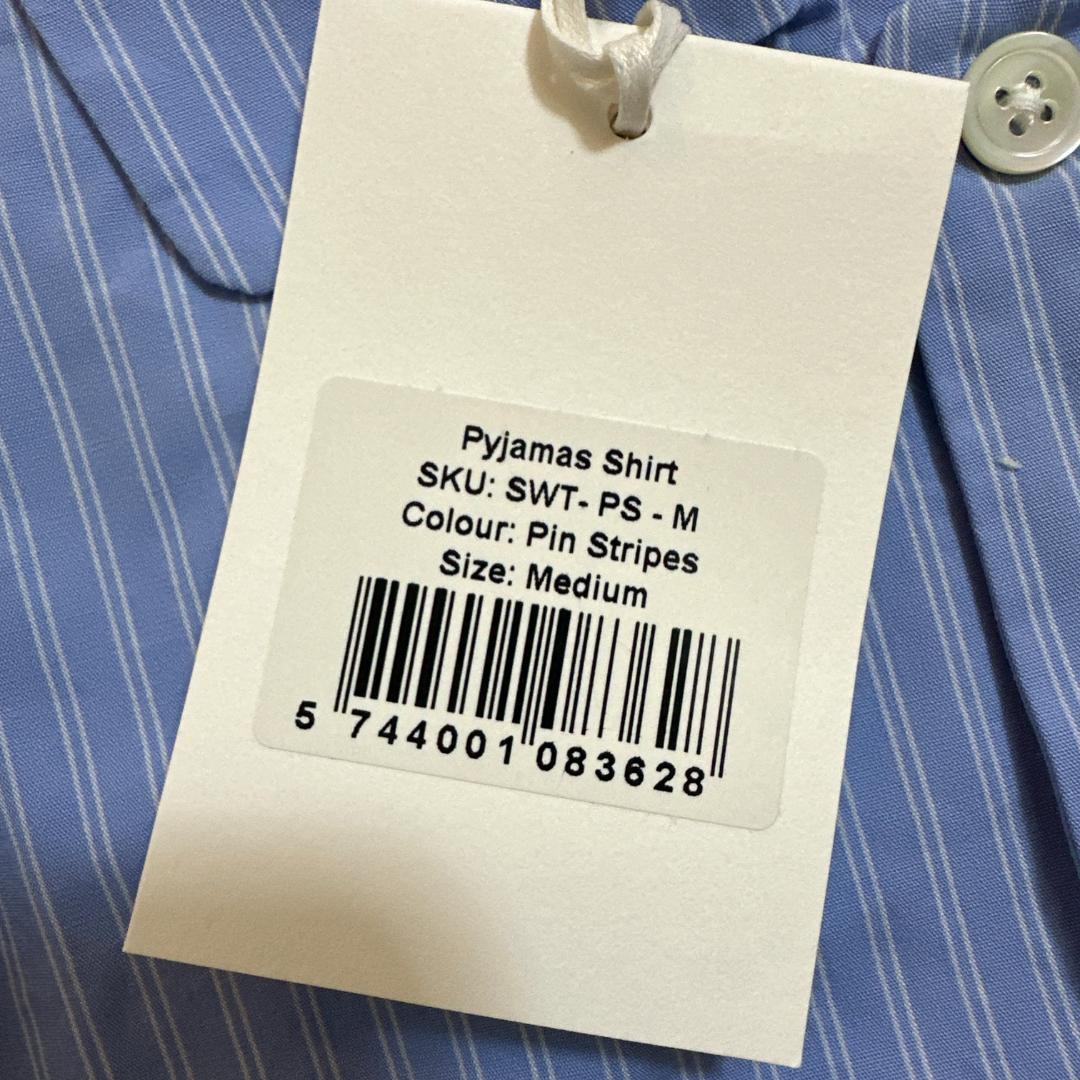 Pyjamas Shirt
SKU: SWT- PS - M
Colour: Pin Stripes
Size: Medium
5 744001 083628